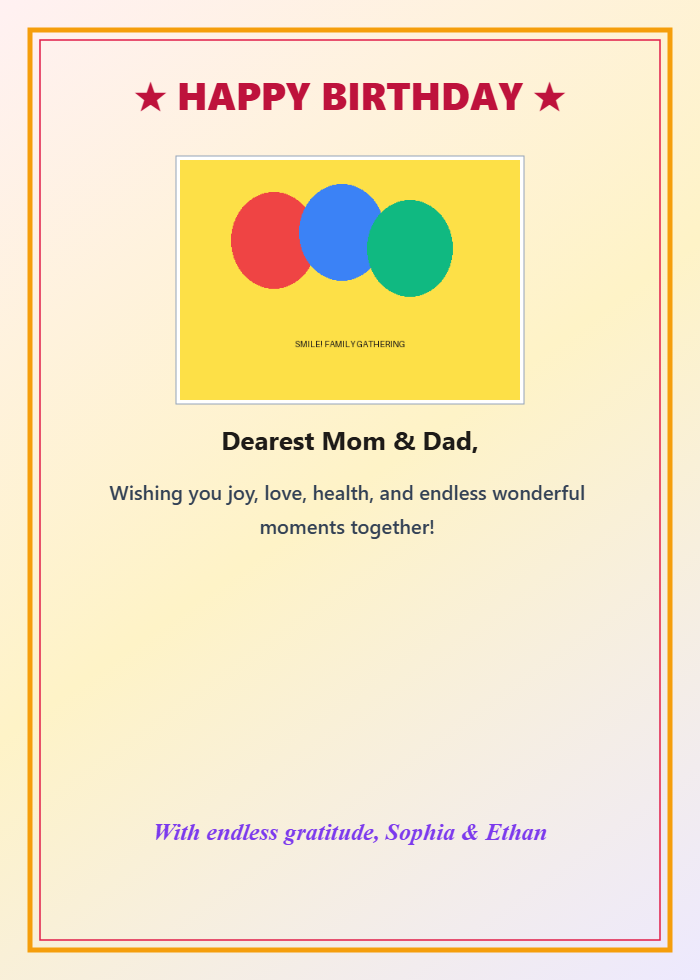 ★ HAPPY BIRTHDAY ★
SMILE! FAMILY GATHERING
Dearest Mom & Dad,
Wishing you joy, love, health, and endless wonderful
moments together!
With endless gratitude, Sophia & Ethan